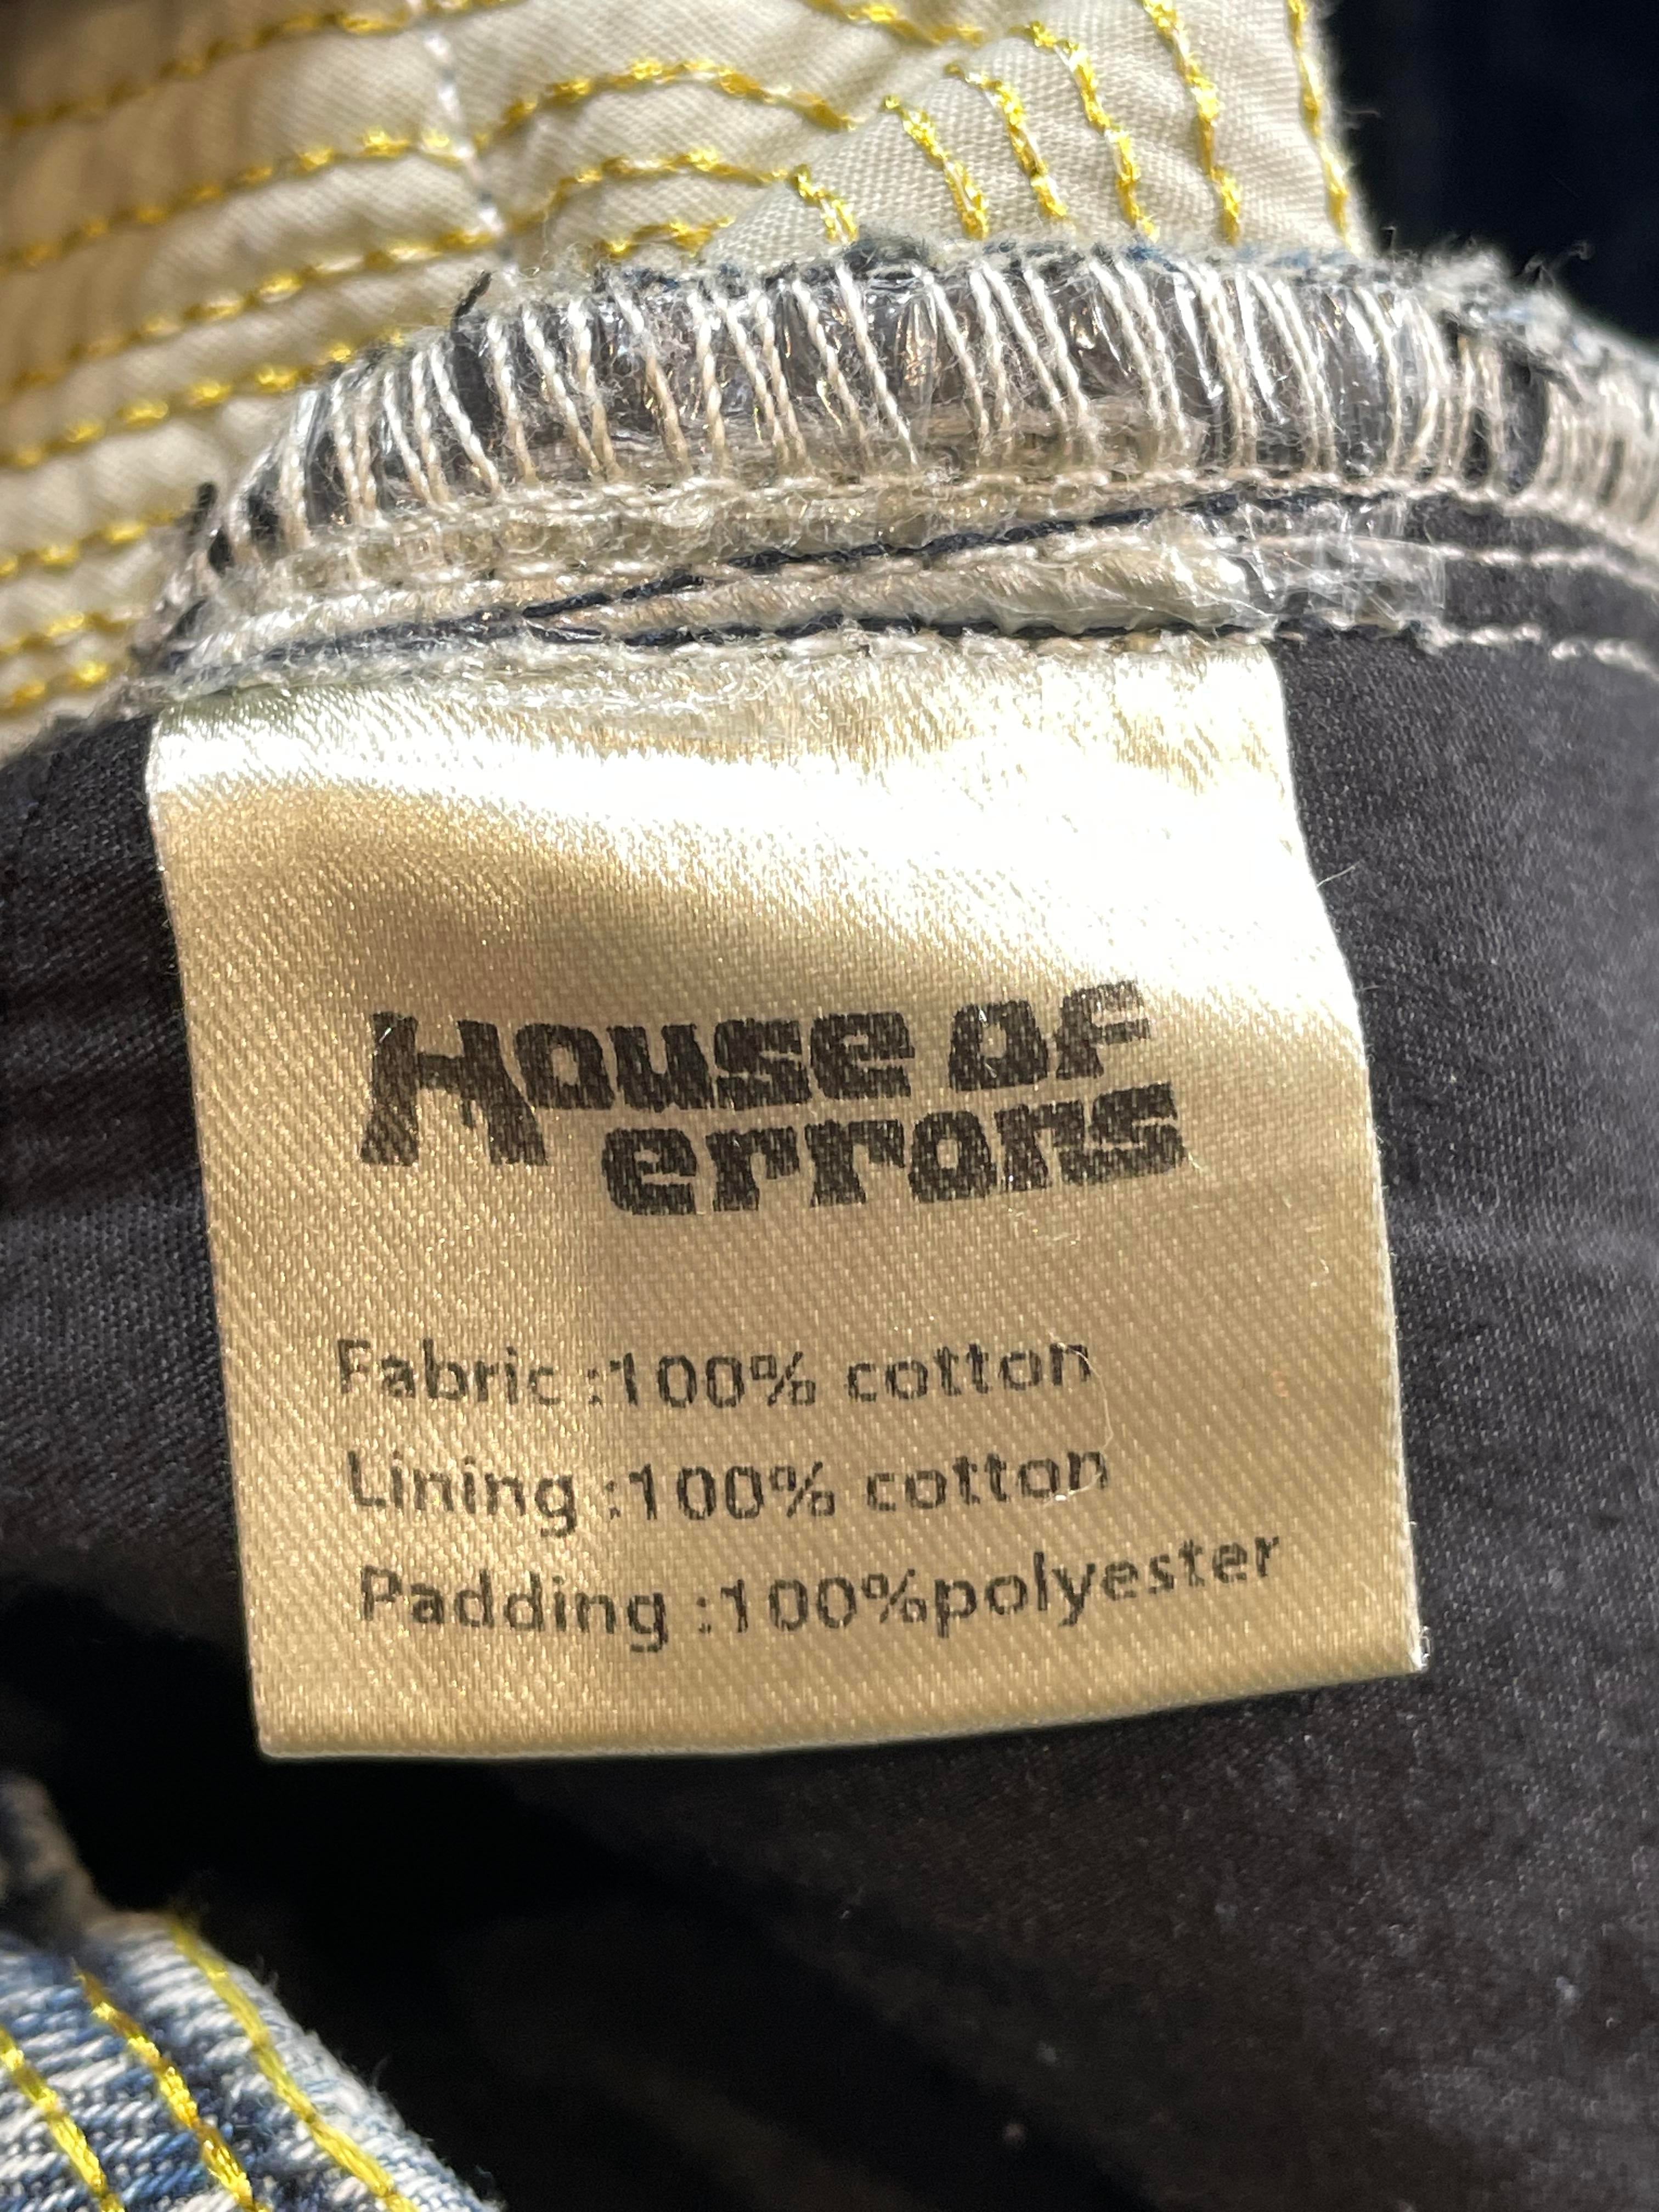 House of
errors
Fabric :100% cotton
Lining :100% cotton
Padding :100%polyester